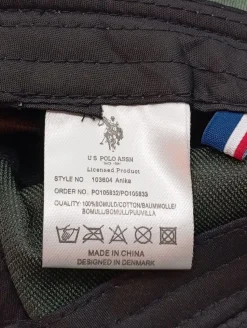 U.S. POLO ASSN.
SINCE 1890
Licensed Product
STYLE NO 103604 Anika
ORDER NO. PO105832/PO105833
QUALITY: 100%BOMULD/COTTON/BAUMWOLLE/
BOMULL/BOMULL/PUUVILLA
MADE IN CHINA
DESIGNED IN DENMARK